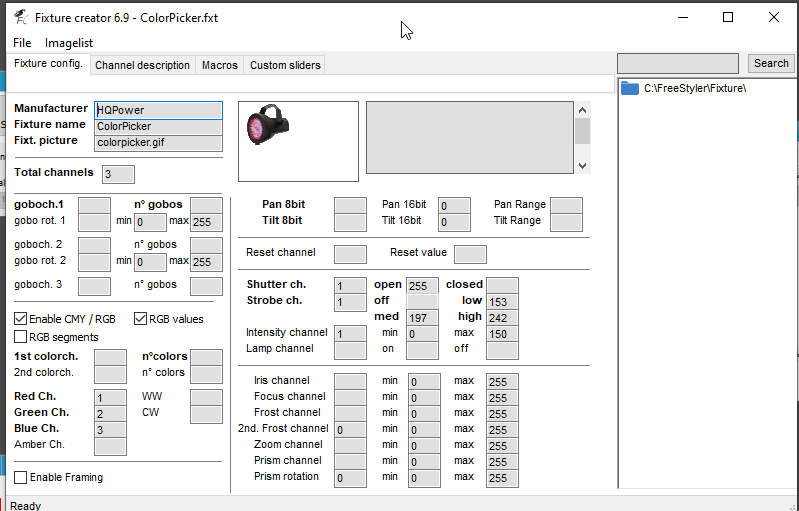 Fixture creator 6.9 - ColorPicker.fxt
File Imagelist
Fixture config. Channel description Macros Custom sliders Search
C:\FreeStyler\Fixture\
Manufacturer HQPower
Fixture name ColorPicker
Fixt. picture colorpicker.gif
Total channels 3
goboch.1 n° gobos
gobo rot. 1 min 0 max 255
goboch. 2 n° gobos
gobo rot. 2 min 0 max 255
goboch. 3 n° gobos
Enable CMY / RGB RGB values
RGB segments
1st colorch. n°colors
2nd colorch. n° colors
Red Ch. 1 WW
Green Ch. 2 CW
Blue Ch. 3
Amber Ch.
Enable Framing
Pan 8bit Pan 16bit 0 Pan Range
Tilt 8bit Tilt 16bit 0 Tilt Range
Reset channel Reset value
Shutter ch. 1 open 255 closed
Strobe ch. 1 off low 153
med 197 high 242
Intensity channel 1 min 0 max 150
Lamp channel on off
Iris channel min 0 max 255
Focus channel min 0 max 255
Frost channel min 0 max 255
2nd. Frost channel 0 min 0 max 255
Zoom channel min 0 max 255
Prism channel min 0 max 255
Prism rotation 0 min 0 max 255
Ready